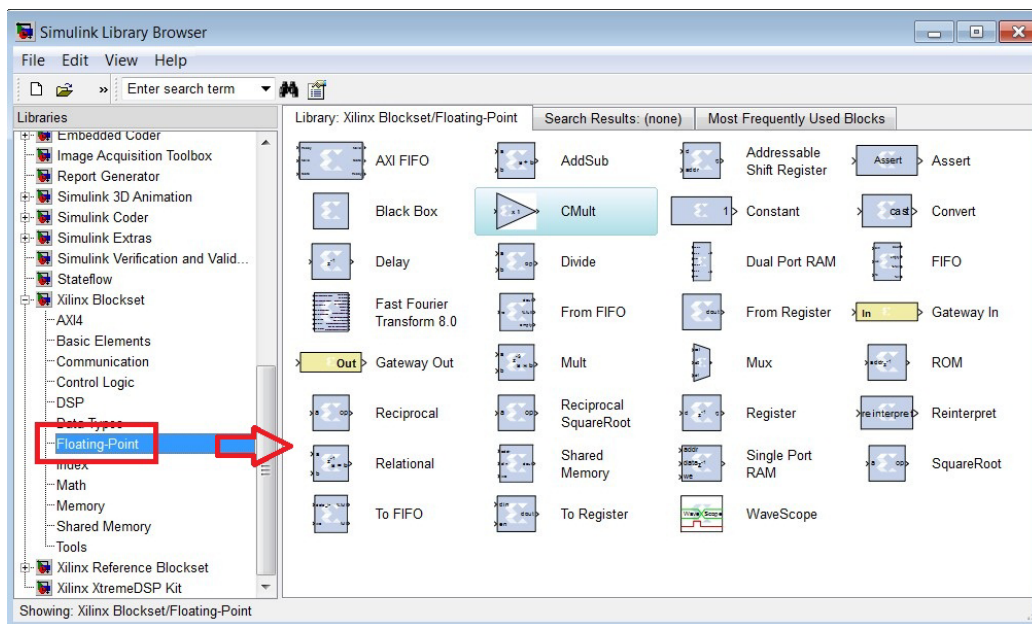 Simulink Library Browser
File Edit View Help
» Enter search term
Libraries
Library: Xilinx Blockset/Floating-Point
Search Results: (none)
Most Frequently Used Blocks
Embedded Coder
Image Acquisition Toolbox
Report Generator
Simulink 3D Animation
Simulink Coder
Simulink Extras
Simulink Verification and Valid...
Stateflow
Xilinx Blockset
AXI4
Basic Elements
Communication
Control Logic
DSP
Data Types
Floating-Point
Index
Math
Memory
Shared Memory
Tools
Xilinx Reference Blockset
Xilinx XtremeDSP Kit
AXI FIFO
AddSub
Addressable
Shift Register
Assert
Assert
Black Box
CMult
1
Constant
cast
Convert
Delay
Divide
Dual Port RAM
FIFO
Fast Fourier
Transform 8.0
From FIFO
From Register
In
Gateway In
Out
Gateway Out
Mult
Mux
ROM
Reciprocal
Reciprocal
SquareRoot
Register
reinterpret
Reinterpret
Relational
Shared
Memory
Single Port
RAM
SquareRoot
To FIFO
To Register
WaveScope
Showing: Xilinx Blockset/Floating-Point